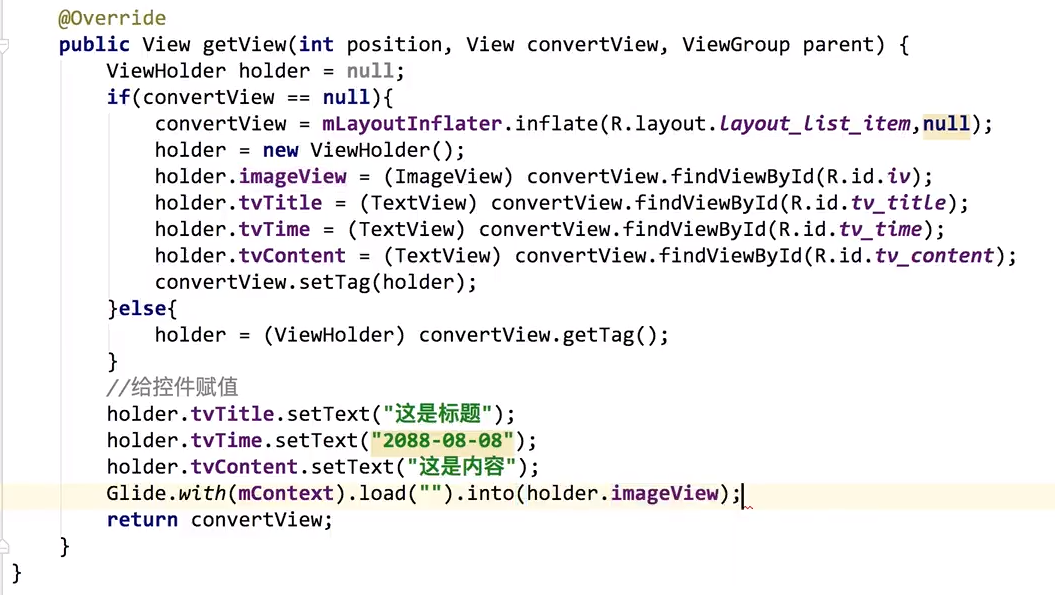 @Override
public View getView(int position, View convertView, ViewGroup parent) {
ViewHolder holder = null;
if(convertView == null){
convertView = mLayoutInflater.inflate(R.layout.layout_list_item,null);
holder = new ViewHolder();
holder.imageView = (ImageView) convertView.findViewById(R.id.iv);
holder.tvTitle = (TextView) convertView.findViewById(R.id.tv_title);
holder.tvTime = (TextView) convertView.findViewById(R.id.tv_time);
holder.tvContent = (TextView) convertView.findViewById(R.id.tv_content);
convertView.setTag(holder);
}else{
holder = (ViewHolder) convertView.getTag();
}
//给控件赋值
holder.tvTitle.setText("这是标题");
holder.tvTime.setText("2088-08-08");
holder.tvContent.setText("这是内容");
Glide.with(mContext).load("").into(holder.imageView);
return convertView;
}
}